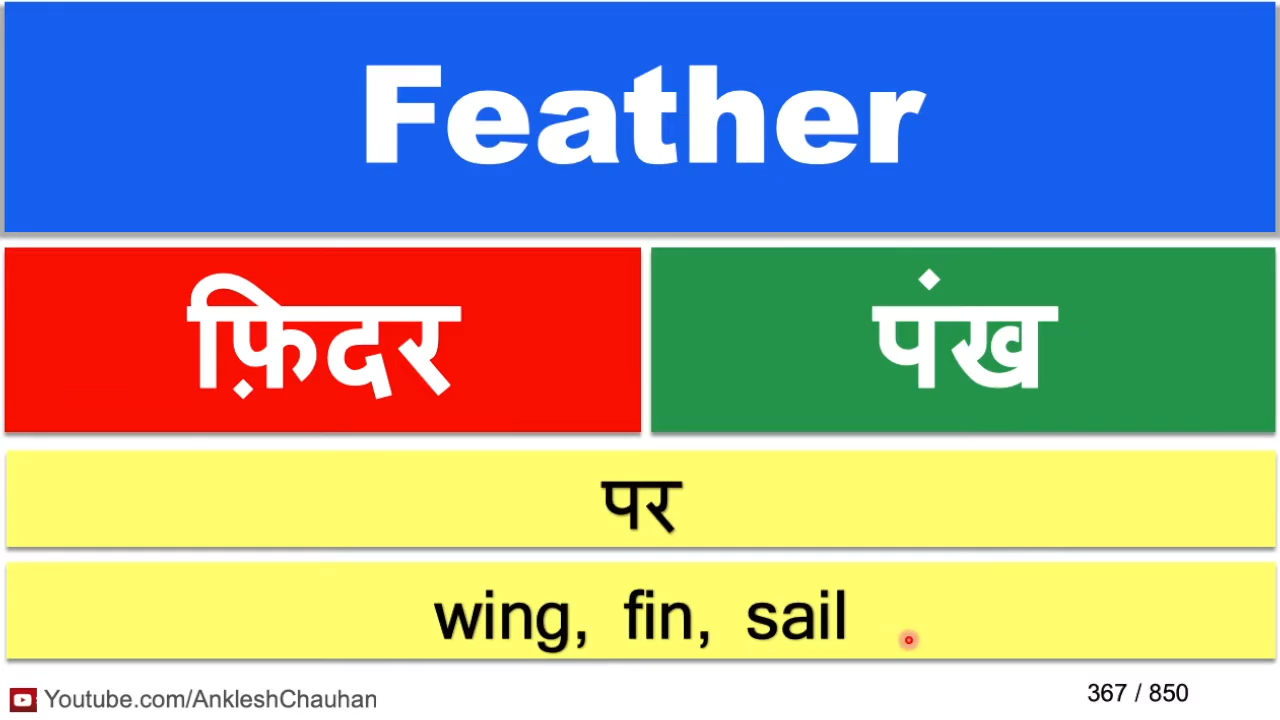 Feather
फ़िदर
पंख
पर
wing, fin, sail
Youtube.com/AnkleshChauhan
367 / 850